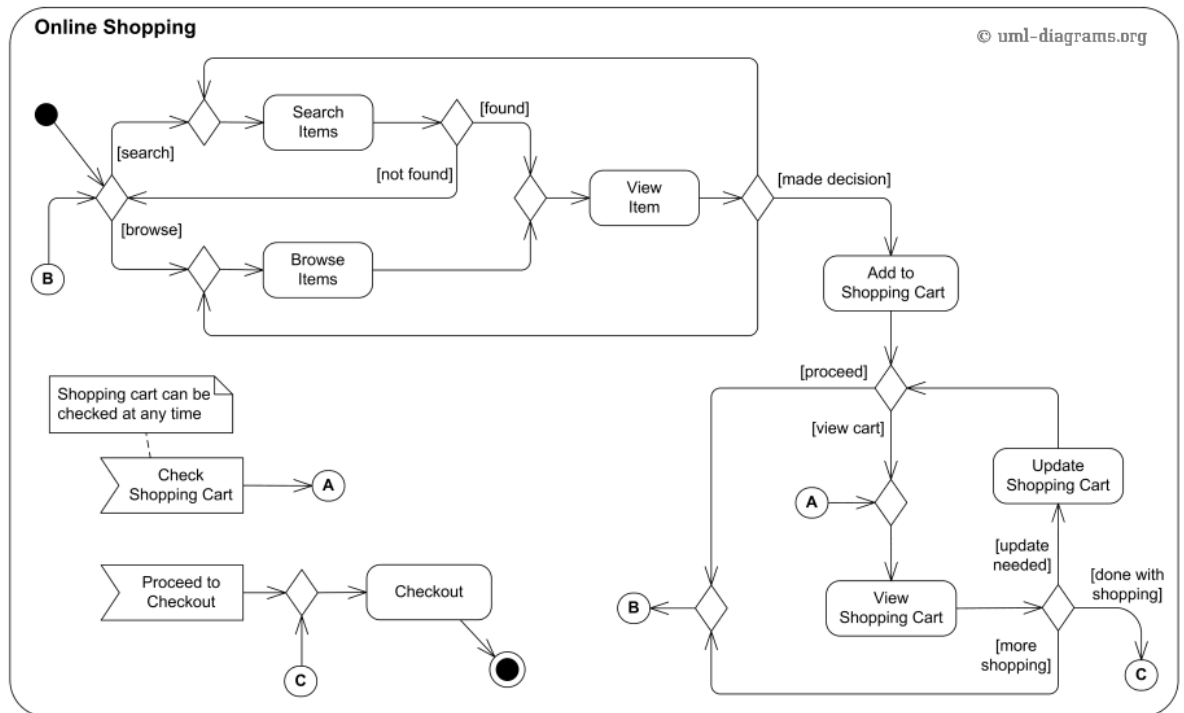 Online Shopping
© uml-diagrams.org
Search
Items
[found]
[search]
[not found]
View
Item
[made decision]
[browse]
B
Browse
Items
Add to
Shopping Cart
Shopping cart can be
checked at any time
[proceed]
[view cart]
Check
Shopping Cart
A
Update
Shopping Cart
A
[update
needed]
Proceed to
Checkout
Checkout
[done with
shopping]
View
Shopping Cart
B
[more
shopping]
C
C